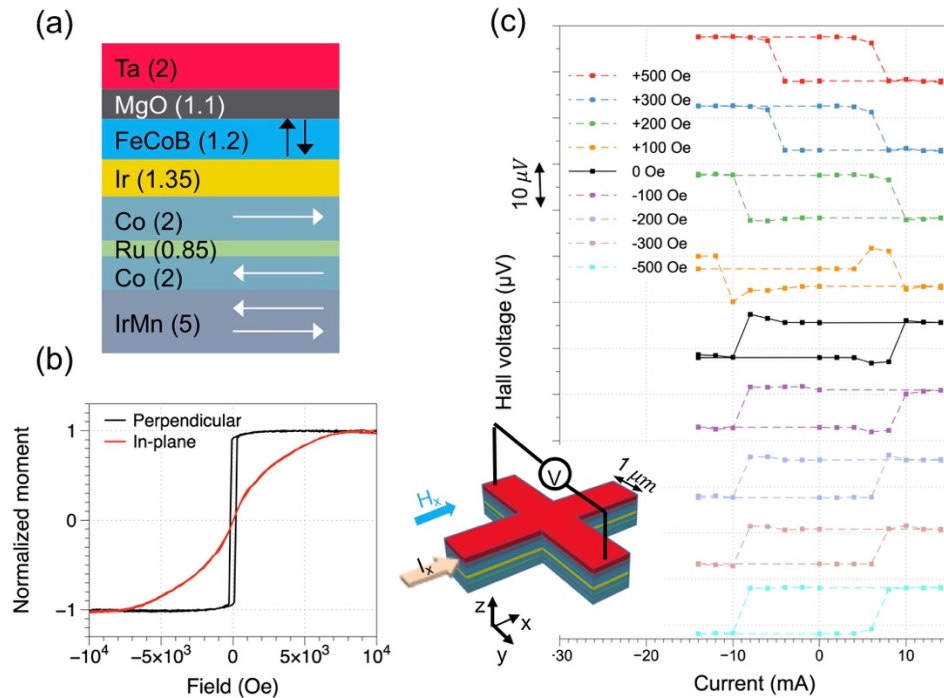 (a)
Ta (2)
MgO (1.1)
FeCoB (1.2)
Ir (1.35)
Co (2)
Ru (0.85)
Co (2)
IrMn (5)
(b)
Normalized moment
1
0
−1
Perpendicular
In-plane
−10⁴
−5×10³
0
5×10³
10⁴
Field (Oe)
V
1 μm
Hₓ
Iₓ
z
x
y
(c)
10 μV
Hall voltage (μV)
+500 Oe
+300 Oe
+200 Oe
+100 Oe
0 Oe
-100 Oe
-200 Oe
-300 Oe
-500 Oe
−30
−20
−10
0
10
Current (mA)